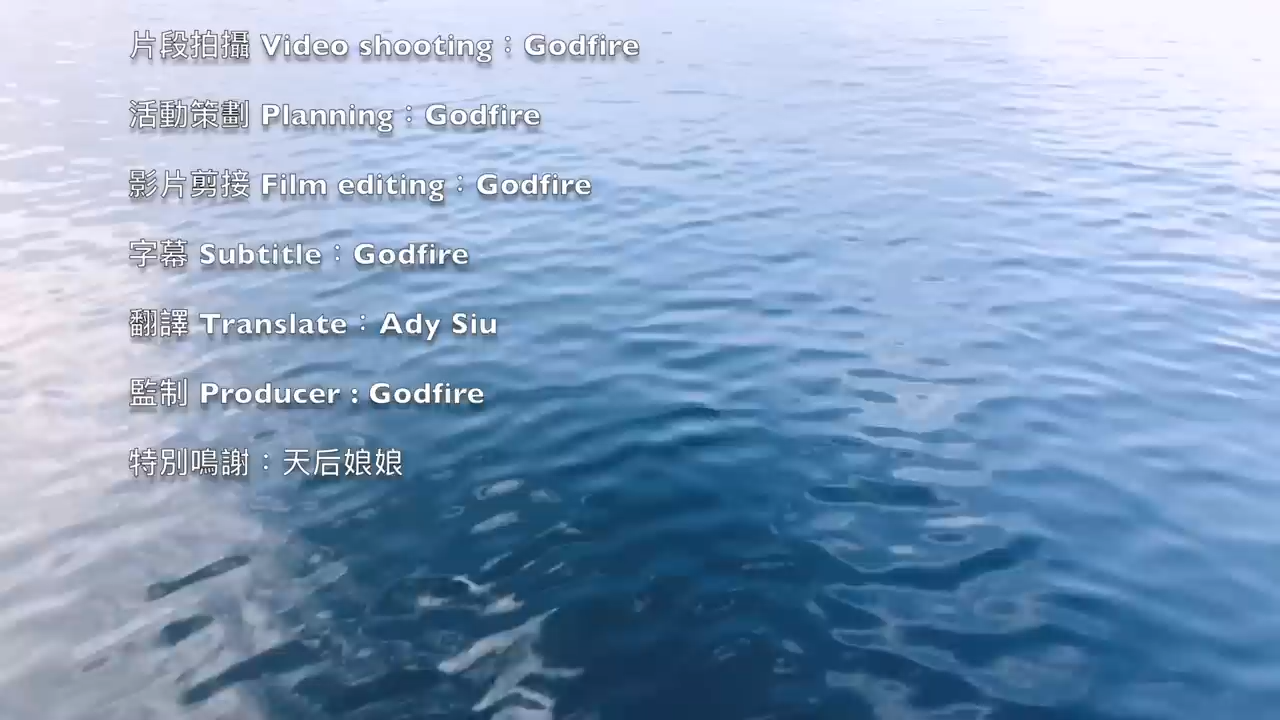 片段拍攝 Video shooting：Godfire
活動策劃 Planning：Godfire
影片剪接 Film editing：Godfire
字幕 Subtitle：Godfire
翻譯 Translate：Ady Siu
監制 Producer : Godfire
特別鳴謝：天后娘娘